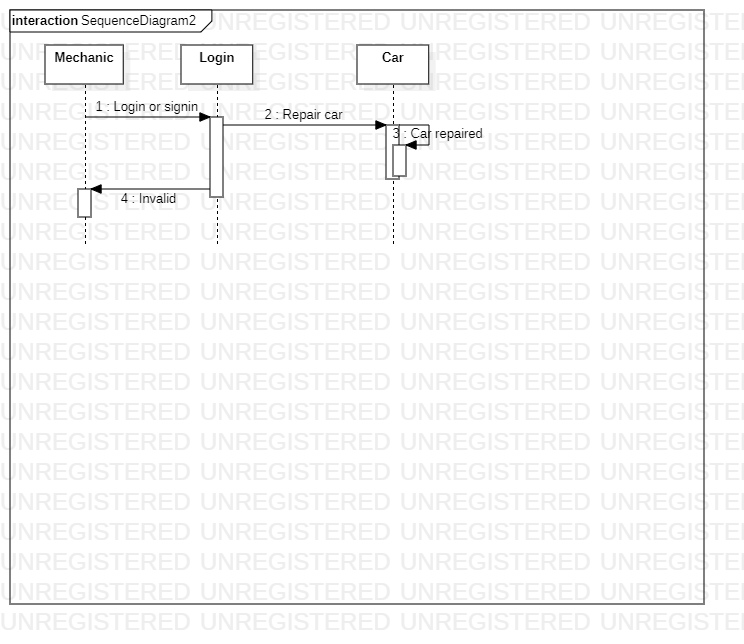 interaction SequenceDiagram2
Mechanic Login Car
1 : Login or signin
2 : Repair car
3 : Car repaired
4 : Invalid
UNREGISTERED UNREGISTERED UNREGISTERED UNREGISTERED